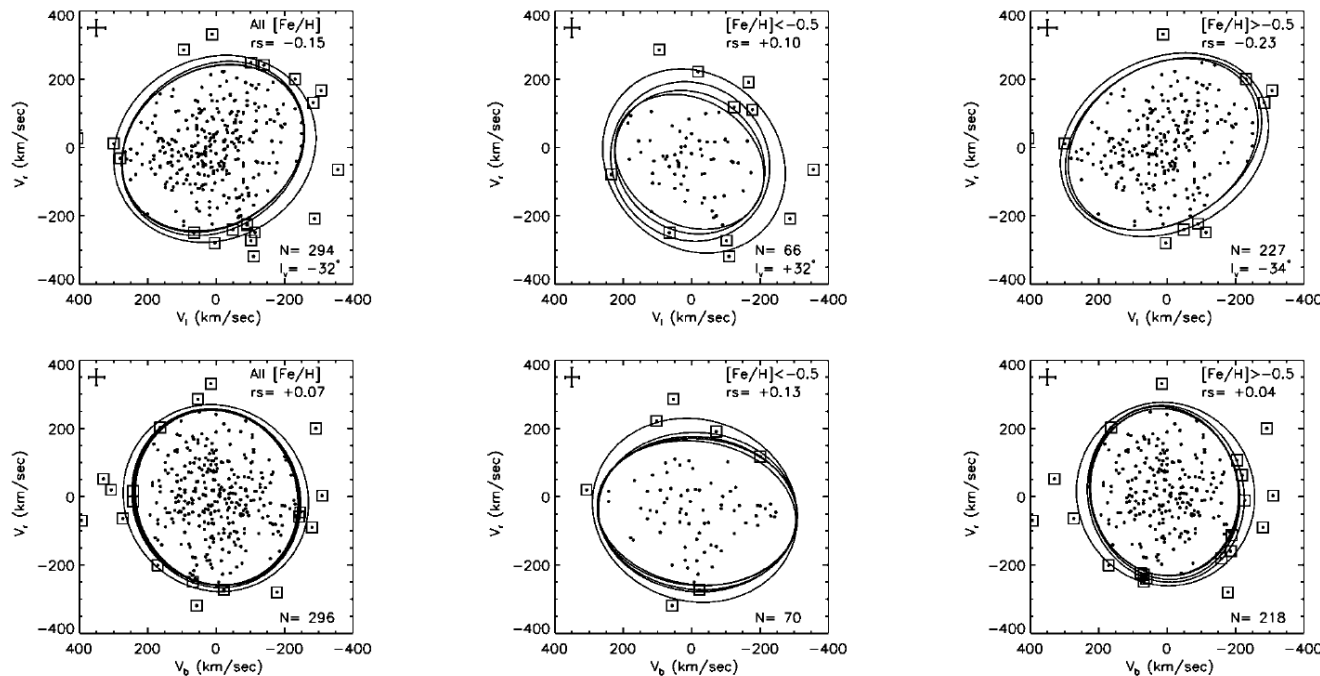 All [Fe/H]
rs= -0.15
400
200
0
-200
-400
V_r (km/sec)
N= 294
l_v= -32°
400 200 0 -200 -400
V_l (km/sec)
[Fe/H]<-0.5
rs= +0.10
400
200
0
-200
-400
V_r (km/sec)
N= 66
l_v= +32°
400 200 0 -200 -400
V_l (km/sec)
[Fe/H]>-0.5
rs= -0.23
400
200
0
-200
-400
V_r (km/sec)
N= 227
l_v= -34°
400 200 0 -200 -400
V_l (km/sec)
All [Fe/H]
rs= +0.07
400
200
0
-200
-400
V_r (km/sec)
N= 296
400 200 0 -200 -400
V_b (km/sec)
[Fe/H]<-0.5
rs= +0.13
400
200
0
-200
-400
V_r (km/sec)
N= 70
400 200 0 -200 -400
V_b (km/sec)
[Fe/H]>-0.5
rs= +0.04
400
200
0
-200
-400
V_r (km/sec)
N= 218
400 200 0 -200 -400
V_b (km/sec)